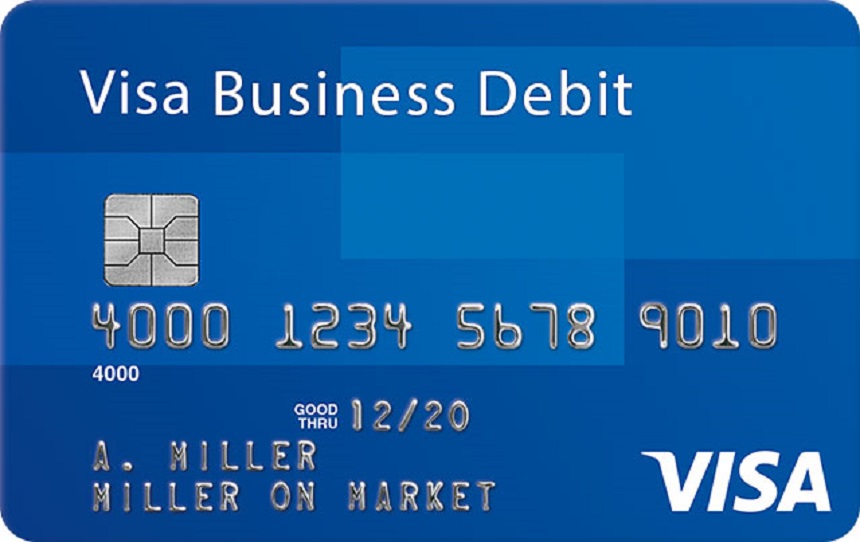 Visa Business Debit
4000 1234 5678 9010
4000
GOOD
THRU 12/20
A. MILLER
MILLER ON MARKET
VISA